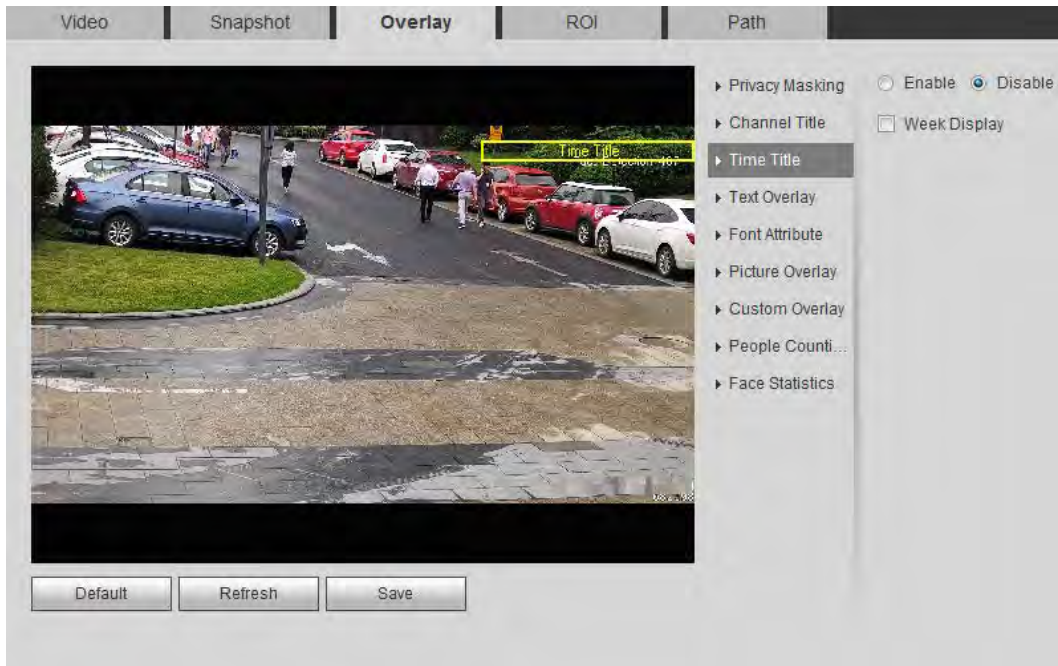 Video Snapshot Overlay ROI Path
Time Title
Privacy Masking
Channel Title
Time Title
Text Overlay
Font Attribute
Picture Overlay
Custom Overlay
People Counti...
Face Statistics
Enable Disable
Week Display
Default Refresh Save